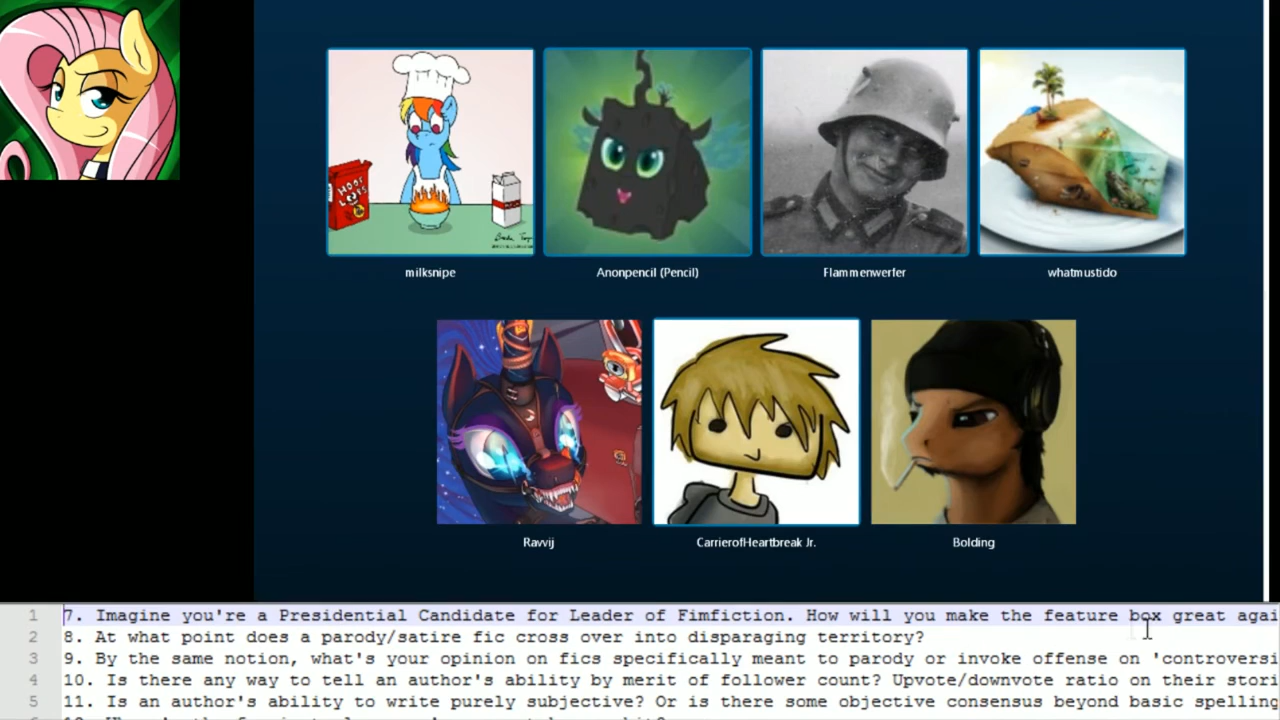 HOOT
milksnipe
Anonpencil (Pencil)
Flammenwerfer
whatmustido
Ravvij
CarrierofHeartbreak Jr.
Bolding
1 7. Imagine you're a Presidential Candidate for Leader of Fimfiction. How will you make the feature box great agai
2 8. At what point does a parody/satire fic cross over into disparaging territory?
3 9. By the same notion, what's your opinion on fics specifically meant to parody or invoke offense on 'controversi
4 10. Is there any way to tell an author's ability by merit of follower count? Upvote/downvote ratio on their stori
5 11. Is an author's ability to write purely subjective? Or is there some objective consensus beyond basic spelling